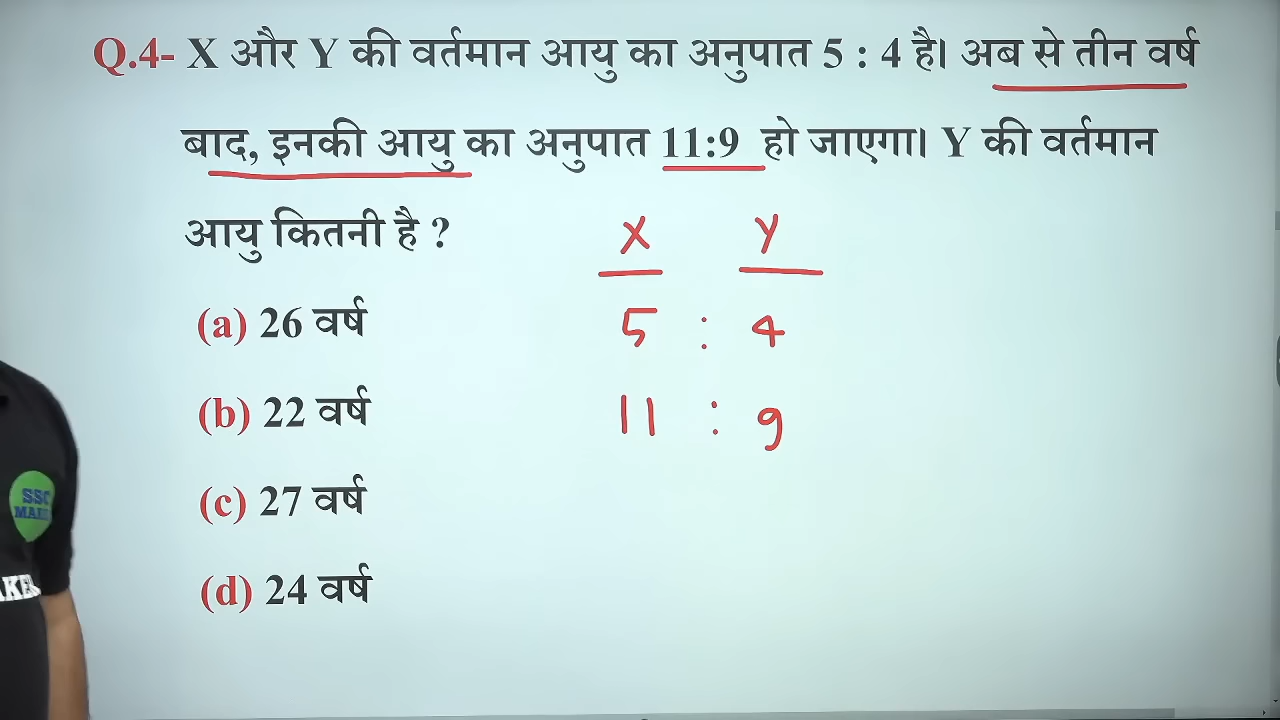 Q.4- X और Y की वर्तमान आयु का अनुपात 5 : 4 है। अब से तीन वर्ष
बाद, इनकी आयु का अनुपात 11:9 हो जाएगा। Y की वर्तमान
आयु कितनी है ?
X Y
(a) 26 वर्ष
5 : 4
(b) 22 वर्ष
11 : 9
(c) 27 वर्ष
(d) 24 वर्ष
SSC